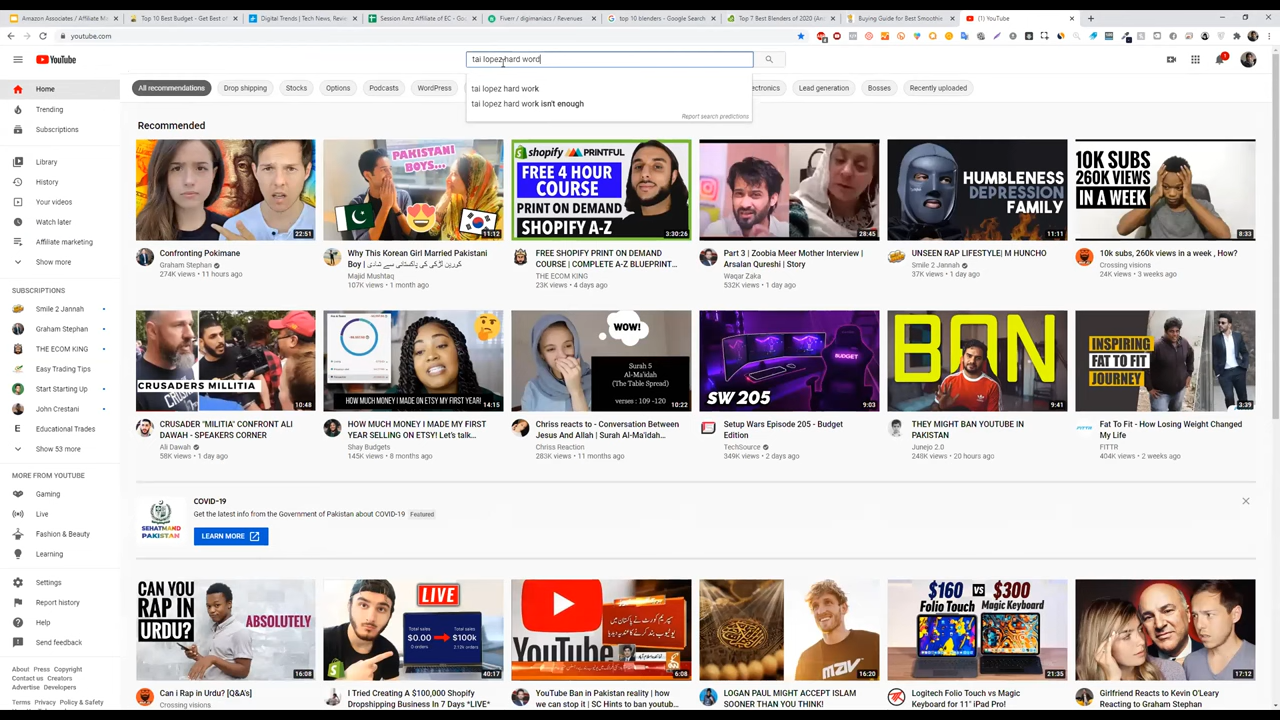 Amazon Associates / Affiliate M
Top 10 Best Budget - Get Best of
Digital Trends | Tech News, Revie
Session Amz Affiliate of EC - Go
Fiverr / digimaniacs / Revenues
top 10 blenders - Google Search
Top 7 Best Blenders of 2020 (An
Buying Guide for Best Smoothie
(1) YouTube
youtube.com
YouTube
tai lopez hard word
tai lopez hard work
tai lopez hard work isn't enough
Report search predictions
All recommendations
Drop shipping
Stocks
Options
Podcasts
WordPress
ectronics
Lead generation
Bosses
Recently uploaded
Home
Trending
Subscriptions
Library
History
Your videos
Watch later
Affiliate marketing
Show more
SUBSCRIPTIONS
Smile 2 Jannah
Graham Stephan
THE ECOM KING
Easy Trading Tips
Start Starting Up
John Crestani
Educational Trades
Show 53 more
MORE FROM YOUTUBE
Gaming
Live
Fashion & Beauty
Learning
Settings
Report history
Help
Send feedback
About Press Copyright
Contact us Creators
Advertise Developers
Terms Privacy Policy & Safety
Recommended
22:51
Confronting Pokimane
Graham Stephan
274K views • 11 hours ago
PAKISTANI
BOYS...
11:12
Why This Korean Girl Married Pakistani
Boy | کورین لڑکی کی پاکستانی سے شادی
Majid Mushtaq
107K views • 1 month ago
shopify PRINTFUL
FREE 4 HOUR
COURSE
PRINT ON DEMAND
SHOPIFY A-Z
3:30:26
FREE SHOPIFY PRINT ON DEMAND
COURSE | COMPLETE A-Z BLUEPRINT...
THE ECOM KING
23K views • 4 days ago
28:45
Part 3 | Zoobia Meer Mother Interview |
Arsalan Qureshi | Story
Waqar Zaka
532K views • 1 day ago
HUMBLENESS
DEPRESSION
FAMILY
11:11
UNSEEN RAP LIFESTYLE| M HUNCHO
Smile 2 Jannah
37K views • 1 day ago
10K SUBS
260K VIEWS
IN A WEEK
8:33
10k subs, 260k views in a week , How?
Crossing visions
24K views • 3 weeks ago
CRUSADERS MILLITIA
10:48
CRUSADER "MILITIA" CONFRONT ALI
DAWAH - SPEAKERS CORNER
Ali Dawah
58K views • 1 day ago
HOW MUCH MONEY I MADE ON ETSY MY FIRST YEAR!
14:15
HOW MUCH MONEY I MADE MY FIRST
YEAR SELLING ON ETSY! Let's talk...
Shay Budgets
145K views • 8 months ago
WOW!
Surah 5
Al-Ma'idah
(The Table Spread)
verses : 109 -120
10:22
Chriss reacts - Conversation Between
Jesus And Allah | Surah Al-Ma'idah...
Chriss Reaction
283K views • 11 months ago
BUDGET
SW 205
9:03
Setup Wars Episode 205 - Budget
Edition
TechSource
349K views • 2 days ago
BAN
9:41
THEY MIGHT BAN YOUTUBE IN
PAKISTAN
Junejo 2.0
248K views • 20 hours ago
INSPIRING
FAT TO FIT
JOURNEY
3:39
Fat To Fit - How Losing Weight Changed
My Life
FITTR
404K views • 2 weeks ago
SEHATMAND
PAKISTAN
COVID-19
Get the latest info from the Government of Pakistan about COVID-19 Featured
LEARN MORE
CAN YOU
RAP IN
URDU?
ABSOLUTELY
16:08
Can i Rap in Urdu? [Q&A's]
Crossing visions
LIVE
Total sales
$0.00
0 orders
Total sales
$100k
40:17
I Tried Creating A $100,000 Shopify
Dropshipping Business In 7 Days *LIVE*
YouTube
6:08
YouTube Ban in Pakistan reality | how
we can stop it | SC Hints to ban youtub...
mav
16:20
LOGAN PAUL MIGHT ACCEPT ISLAM
SOONER THAN YOU THINK!
$160 VS $300
Folio Touch Magic Keyboard
21:35
Logitech Folio Touch vs Magic
Keyboard for 11" iPad Pro!
17:12
Girlfriend Reacts to Kevin O'Leary
Reacting to Graham Stephan